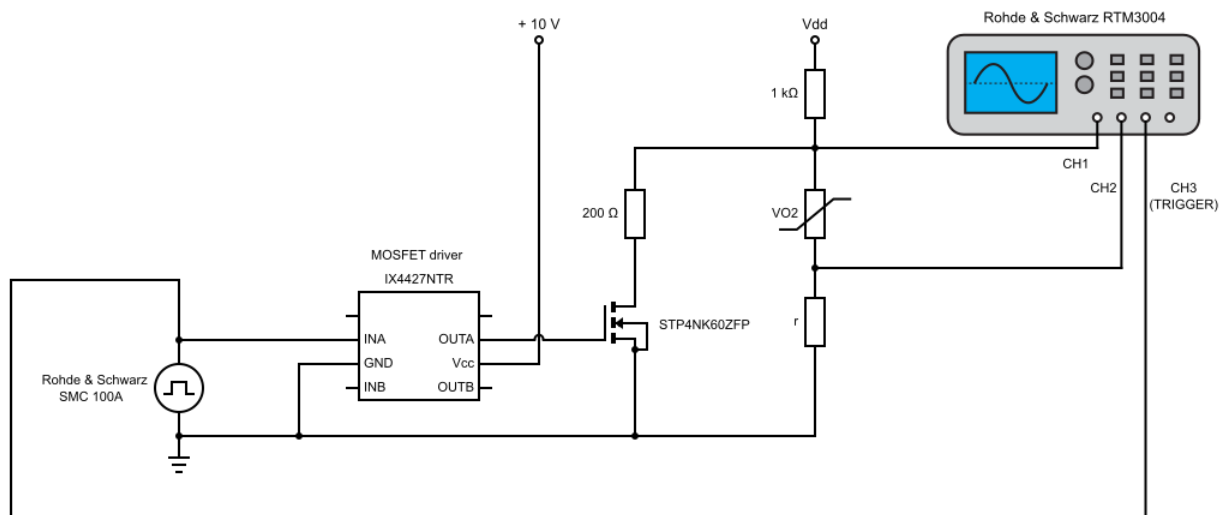 Rohde & Schwarz RTM3004
+ 10 V
Vdd
1 kΩ
CH1
CH2
CH3
(TRIGGER)
200 Ω
VO2
MOSFET driver
IX4427NTR
STP4NK60ZFP
r
INA
OUTA
GND
Vcc
INB
OUTB
Rohde & Schwarz
SMC 100A